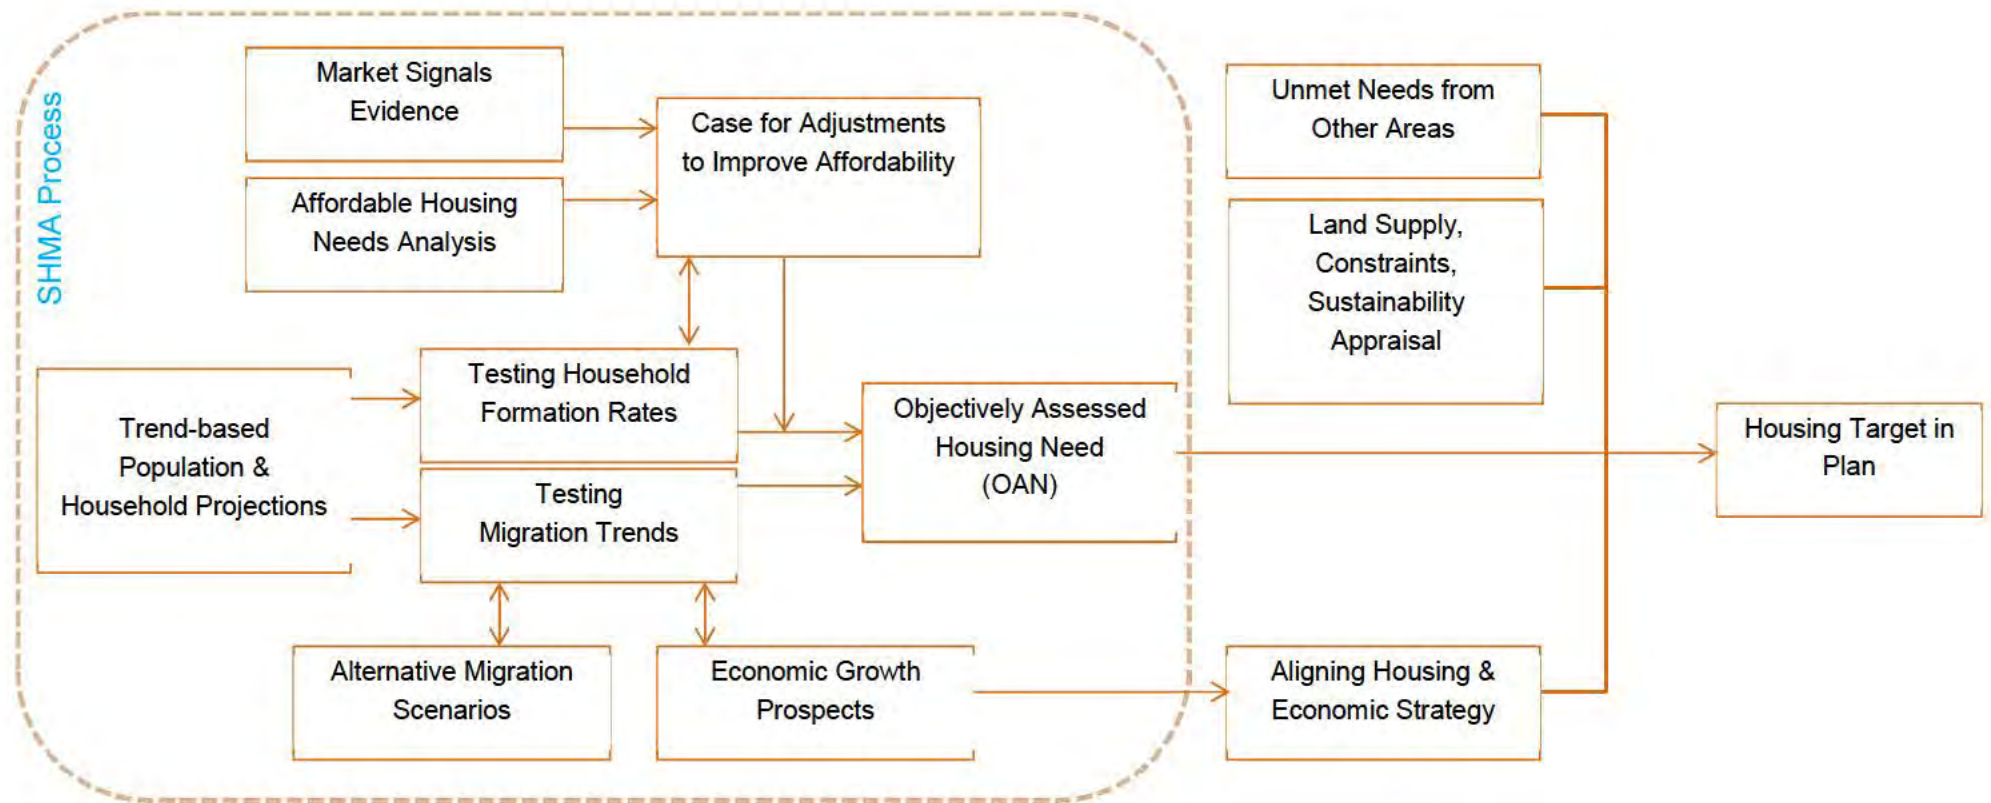 SHMA Process
Market Signals
Evidence
Affordable Housing
Needs Analysis
Case for Adjustments
to Improve Affordability
Trend-based
Population &
Household Projections
Testing Household
Formation Rates
Testing
Migration Trends
Alternative Migration
Scenarios
Economic Growth
Prospects
Objectively Assessed
Housing Need
(OAN)
Unmet Needs from
Other Areas
Land Supply,
Constraints,
Sustainability
Appraisal
Aligning Housing &
Economic Strategy
Housing Target in
Plan